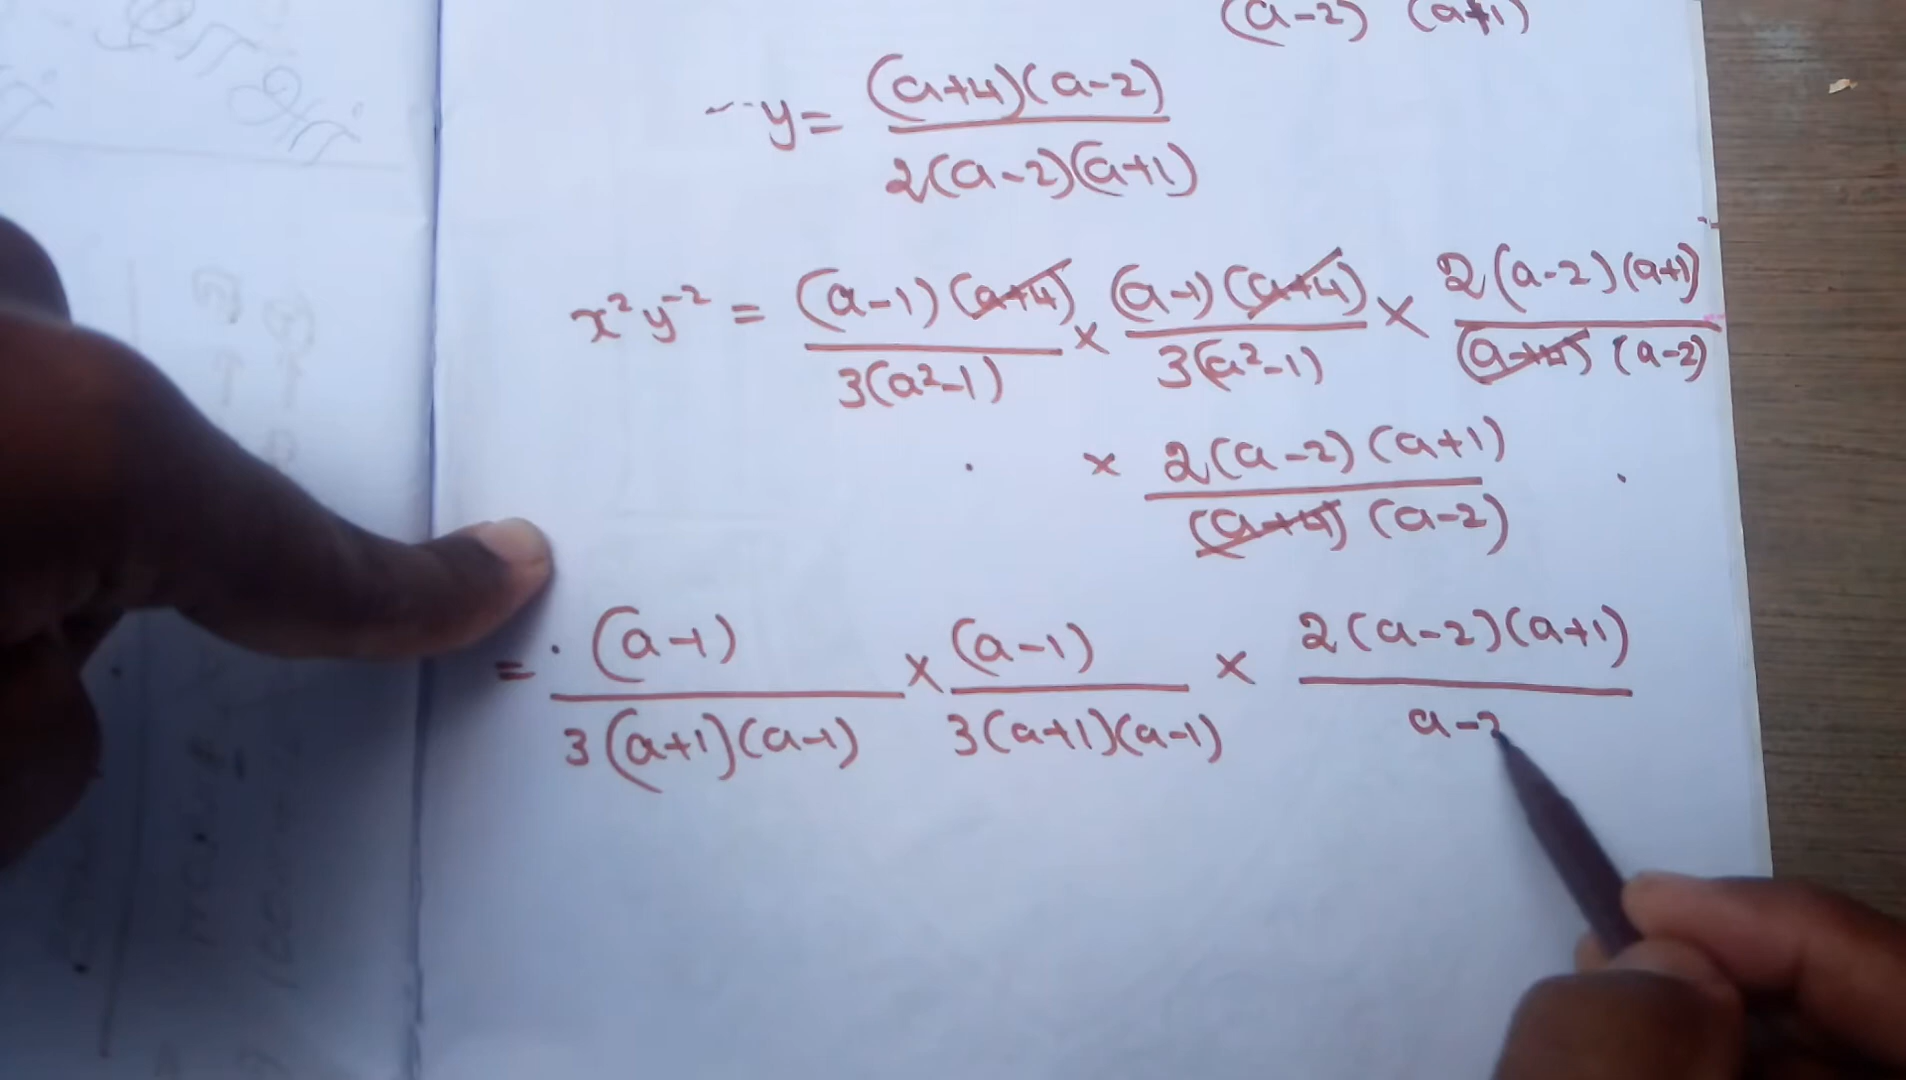 (a-2) (a+1)
y = (a+4)(a-2) / 2(a-2)(a+1)
x² y⁻² = (a-1)(a+4) / 3(a²-1) × (a-1)(a+4) / 3(a²-1) × 2(a-2)(a+1) / (a+4)(a-2)
× 2(a-2)(a+1) / (a+4)(a-2)
= (a-1) / 3(a+1)(a-1) × (a-1) / 3(a+1)(a-1) × 2(a-2)(a+1) / a-2